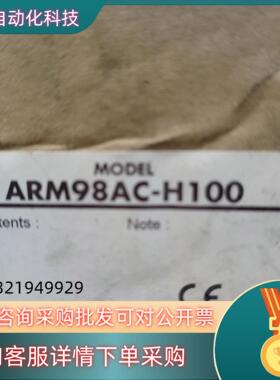 自动化科技
MODEL
ARM98AC-H100
tents :
Note :
321949929
CE
咨询采购批发可对公开票
客服详情下单采购